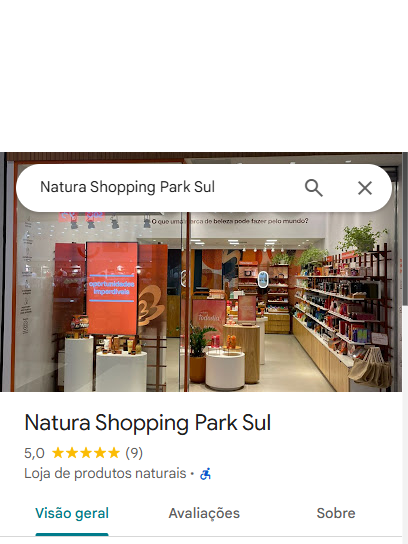 Natura Shopping Park Sul
O que uma marca de beleza pode fazer pelo mundo?
oportunidades
imperdíveis
Natura Shopping Park Sul
5,0 (9)
Loja de produtos naturais ·
Visão geral
Avaliações
Sobre